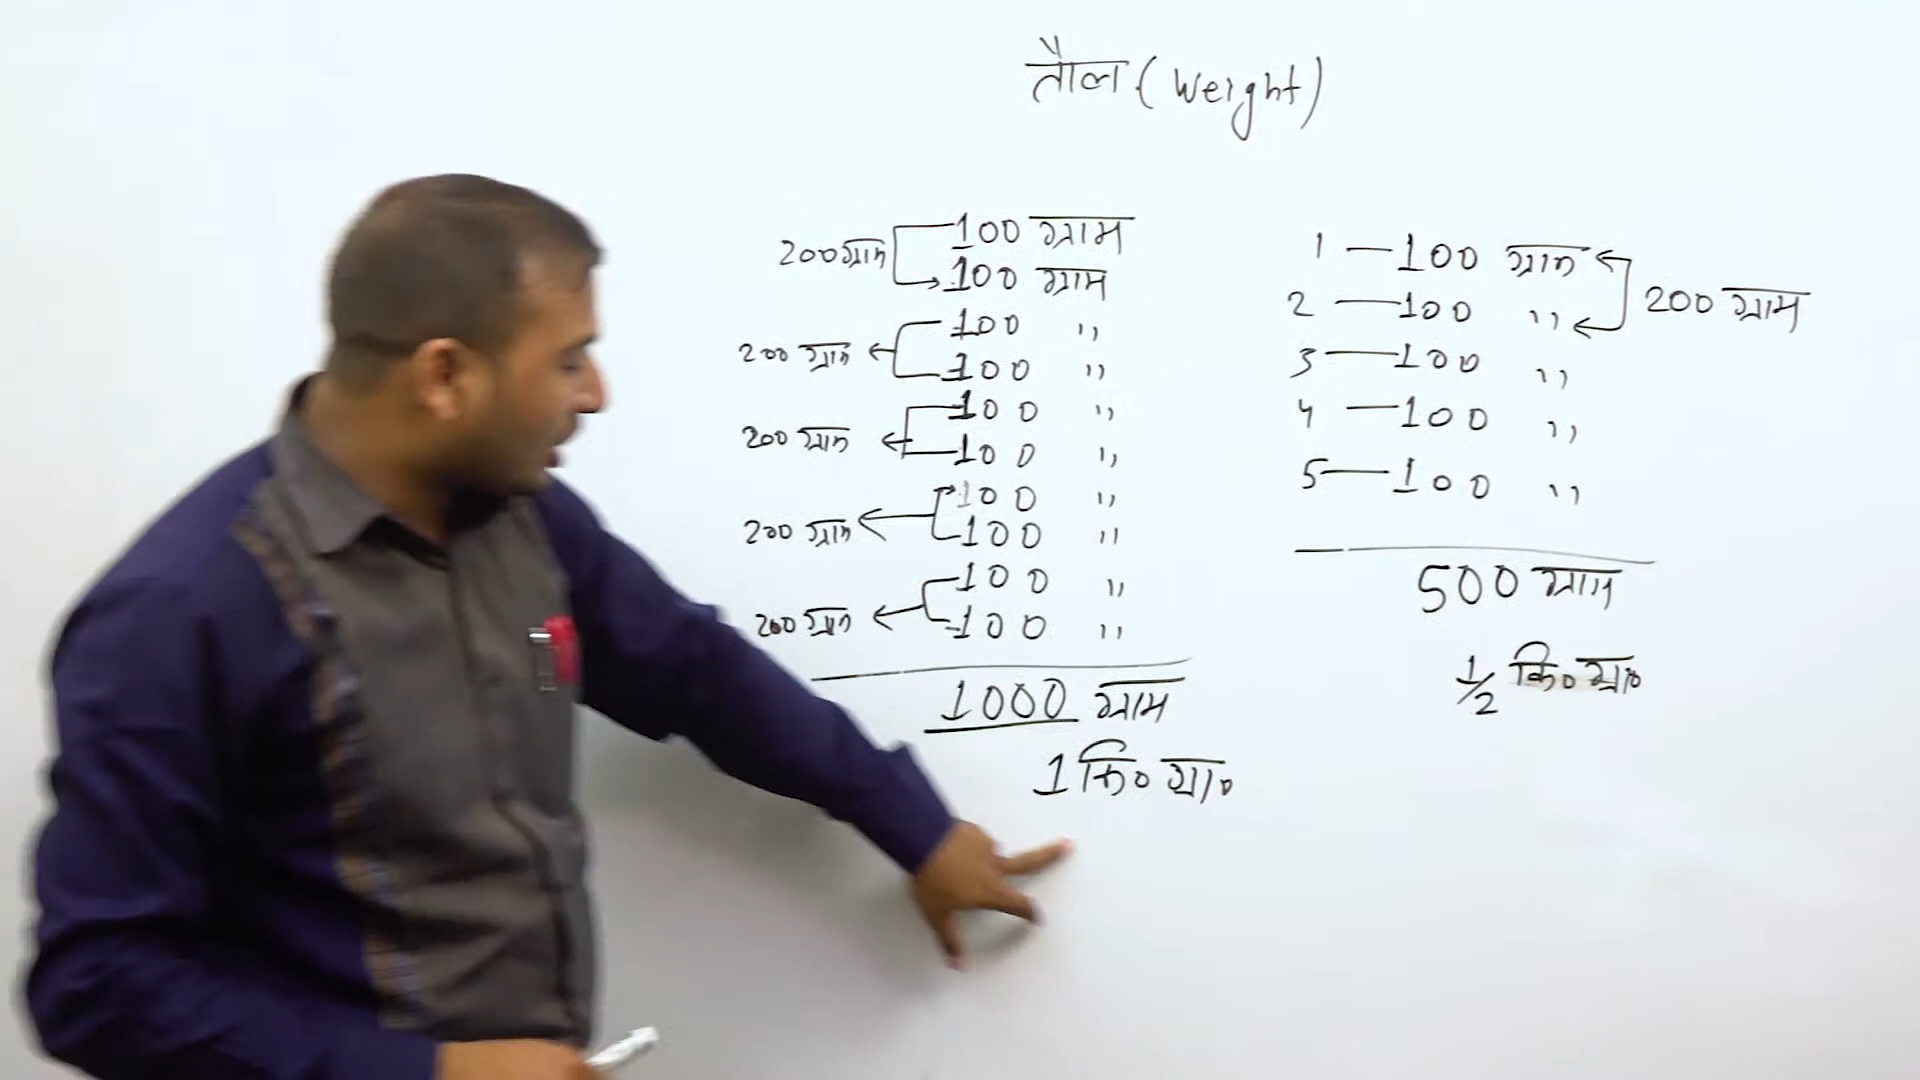 तौल ( Weight )
200 ग्राम
100 ग्राम
100 ग्राम
200 ग्राम
100 ,,
100 ,,
200 ग्राम
100 ,,
100 ,,
200 ग्राम
100 ,,
100 ,,
200 ग्राम
100 ,,
100 ,,
1000 ग्राम
1 कि० ग्रा०
1 — 100 ग्राम
2 — 100 ,,
200 ग्राम
3 — 100 ,,
4 — 100 ,,
5 — 100 ,,
500 ग्राम
1/2 कि० ग्रा०